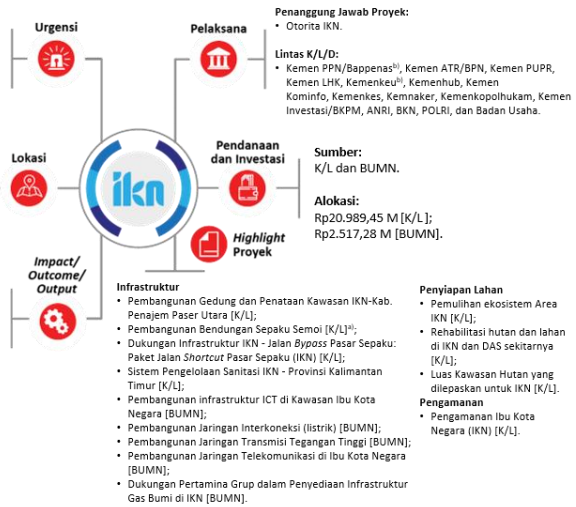 Urgensi
Pelaksana
Penanggung Jawab Proyek:
• Otorita IKN.
Lintas K/L/D:
• Kemen PPN/Bappenasᵇ⁾, Kemen ATR/BPN, Kemen PUPR,
Kemen LHK, Kemenkeuᵇ⁾, Kemenhub, Kemen
Kominfo, Kemenkes, Kemnaker, Kemenkopolhukam, Kemen
Investasi/BKPM, ANRI, BKN, POLRI, dan Badan Usaha.
Lokasi
ikn
Pendanaan
dan Investasi
Sumber:
K/L dan BUMN.
Alokasi:
Rp20.989,45 M [K/L];
Rp2.517,28 M [BUMN].
Highlight
Proyek
Impact/
Outcome/
Output
Infrastruktur
• Pembangunan Gedung dan Penataan Kawasan IKN-Kab.
Penajem Paser Utara [K/L];
• Pembangunan Bendungan Sepaku Semoi [K/L]ᵃ⁾;
• Dukungan Infrastruktur IKN - Jalan Bypass Pasar Sepaku:
Paket Jalan Shortcut Pasar Sepaku (IKN) [K/L];
• Sistem Pengelolaan Sanitasi IKN - Provinsi Kalimantan
Timur [K/L];
• Pembangunan infrastruktur ICT di Kawasan Ibu Kota
Negara [BUMN];
• Pembangunan Jaringan Interkoneksi (listrik) [BUMN];
• Pembangunan Jaringan Transmisi Tegangan Tinggi [BUMN];
• Pembangunan Jaringan Telekomunikasi di Ibu Kota Negara
[BUMN];
• Dukungan Pertamina Grup dalam Penyediaan Infrastruktur
Gas Bumi di IKN [BUMN].
Penyiapan Lahan
• Pemulihan ekosistem Area
IKN [K/L];
• Rehabilitasi hutan dan lahan
di IKN dan DAS sekitarnya
[K/L];
• Luas Kawasan Hutan yang
dilepaskan untuk IKN [K/L].
Pengamanan
• Pengamanan Ibu Kota
Negara (IKN) [K/L].